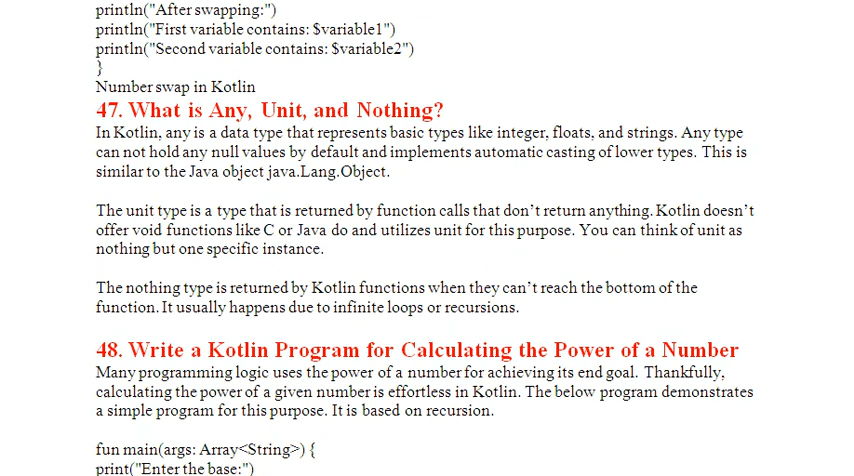 println("After swapping:")
println("First variable contains: $variable1")
println("Second variable contains: $variable2")
}
Number swap in Kotlin
47. What is Any, Unit, and Nothing?
In Kotlin, any is a data type that represents basic types like integer, floats, and strings. Any type
can not hold any null values by default and implements automatic casting of lower types. This is
similar to the Java object java.Lang.Object.
The unit type is a type that is returned by function calls that don’t return anything. Kotlin doesn’t
offer void functions like C or Java do and utilizes unit for this purpose. You can think of unit as
nothing but one specific instance.
The nothing type is returned by Kotlin functions when they can’t reach the bottom of the
function. It usually happens due to infinite loops or recursions.
48. Write a Kotlin Program for Calculating the Power of a Number
Many programming logic uses the power of a number for achieving its end goal. Thankfully,
calculating the power of a given number is effortless in Kotlin. The below program demonstrates
a simple program for this purpose. It is based on recursion.
fun main(args: Array<String>) {
print("Enter the base:")